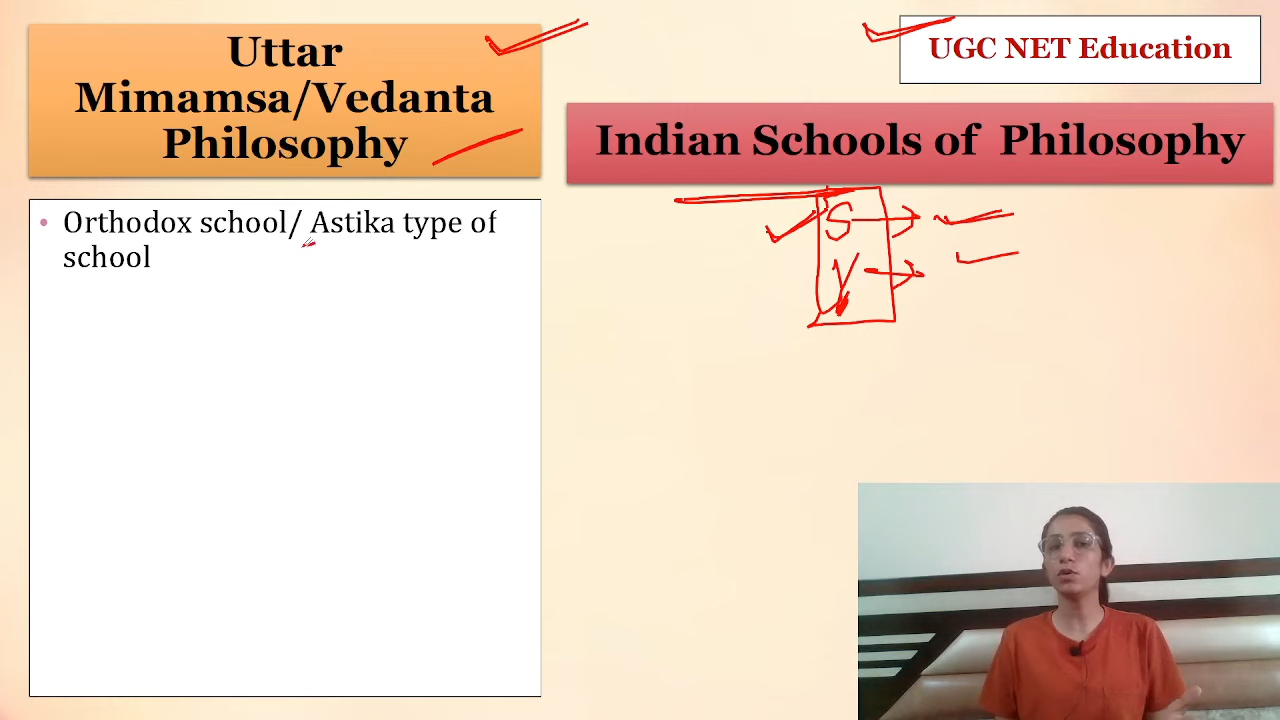 Uttar
Mimamsa/Vedanta
Philosophy
UGC NET Education
Indian Schools of Philosophy
• Orthodox school/ Astika type of
school
S
Y